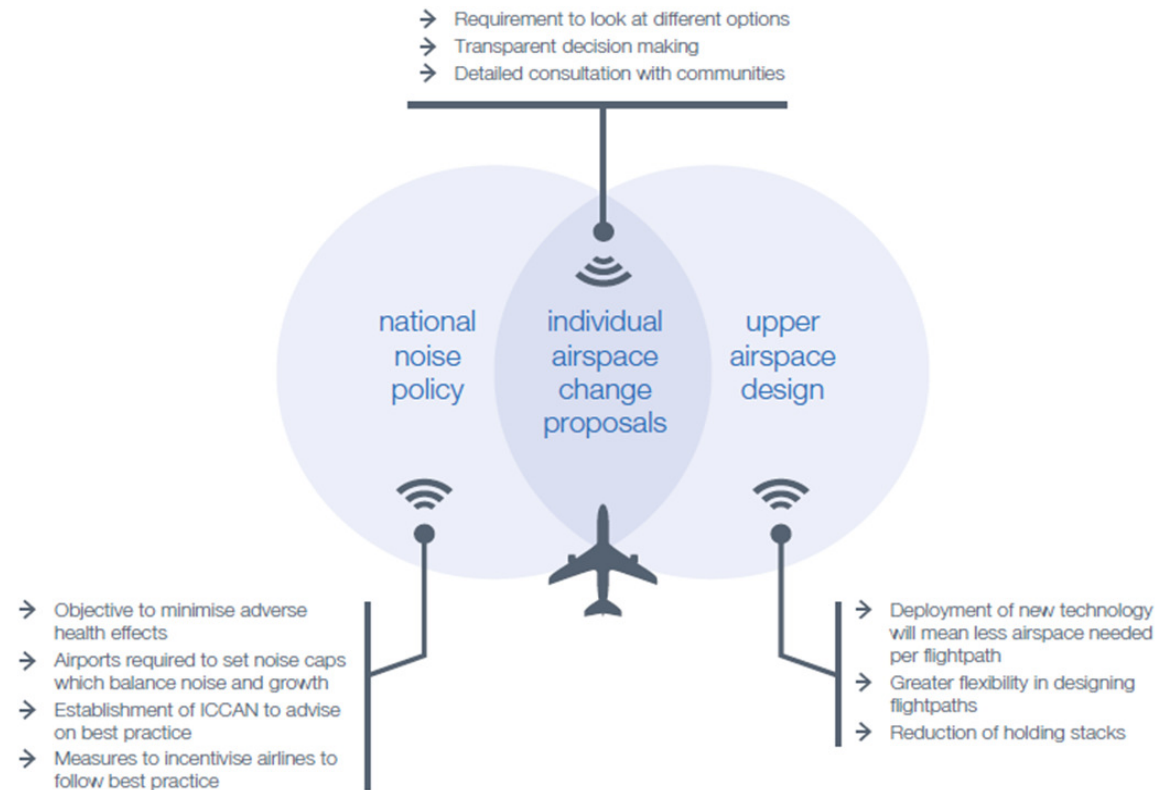 Requirement to look at different options
Transparent decision making
Detailed consultation with communities
national
noise
policy
individual
airspace
change
proposals
upper
airspace
design
Objective to minimise adverse
health effects
Airports required to set noise caps
which balance noise and growth
Establishment of ICCAN to advise
on best practice
Measures to incentivise airlines to
follow best practice
Deployment of new technology
will mean less airspace needed
per flightpath
Greater flexibility in designing
flightpaths
Reduction of holding stacks